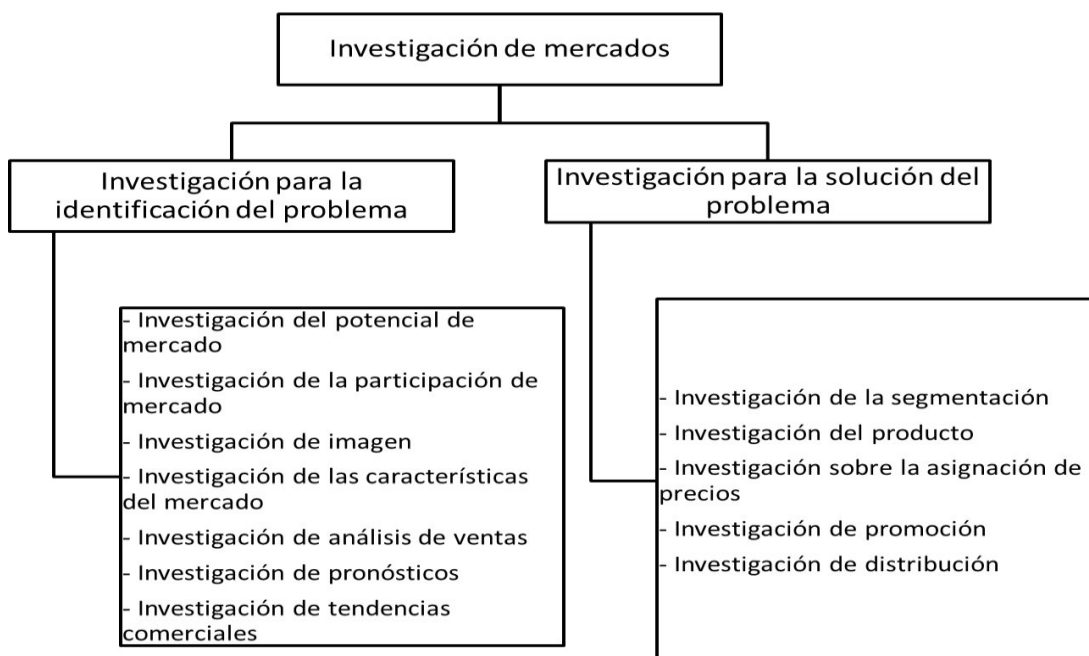 Investigación de mercados
Investigación para la
identificación del problema
Investigación para la solución del
problema
- Investigación del potencial de
mercado
- Investigación de la participación de
mercado
- Investigación de imagen
- Investigación de las características
del mercado
- Investigación de análisis de ventas
- Investigación de pronósticos
- Investigación de tendencias
comerciales
- Investigación de la segmentación
- Investigación del producto
- Investigación sobre la asignación de
precios
- Investigación de promoción
- Investigación de distribución